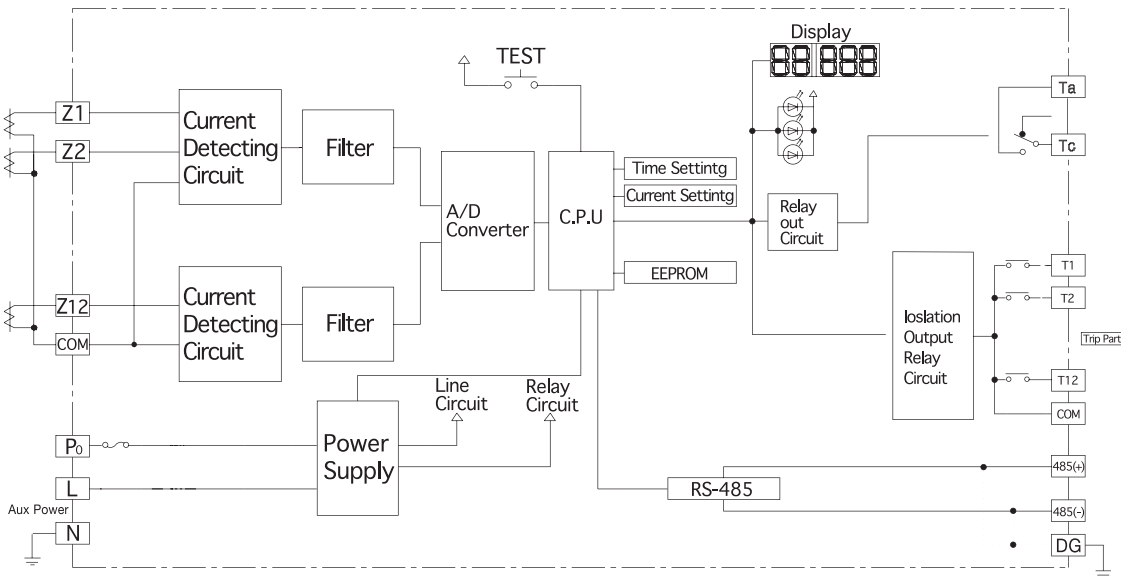 Display
TEST
Z1
Z2
Current
Detecting
Circuit
Filter
A/D
Converter
C.P.U
Time Settintg
Current Settintg
EEPROM
Relay
out
Circuit
Ta
Tc
Z12
COM
Current
Detecting
Circuit
Filter
Ioslation
Output
Relay
Circuit
T1
T2
Trip Part
T12
COM
Line
Circuit
Relay
Circuit
Power
Supply
P0
L
Aux Power
N
RS-485
485(+)
485(-)
DG